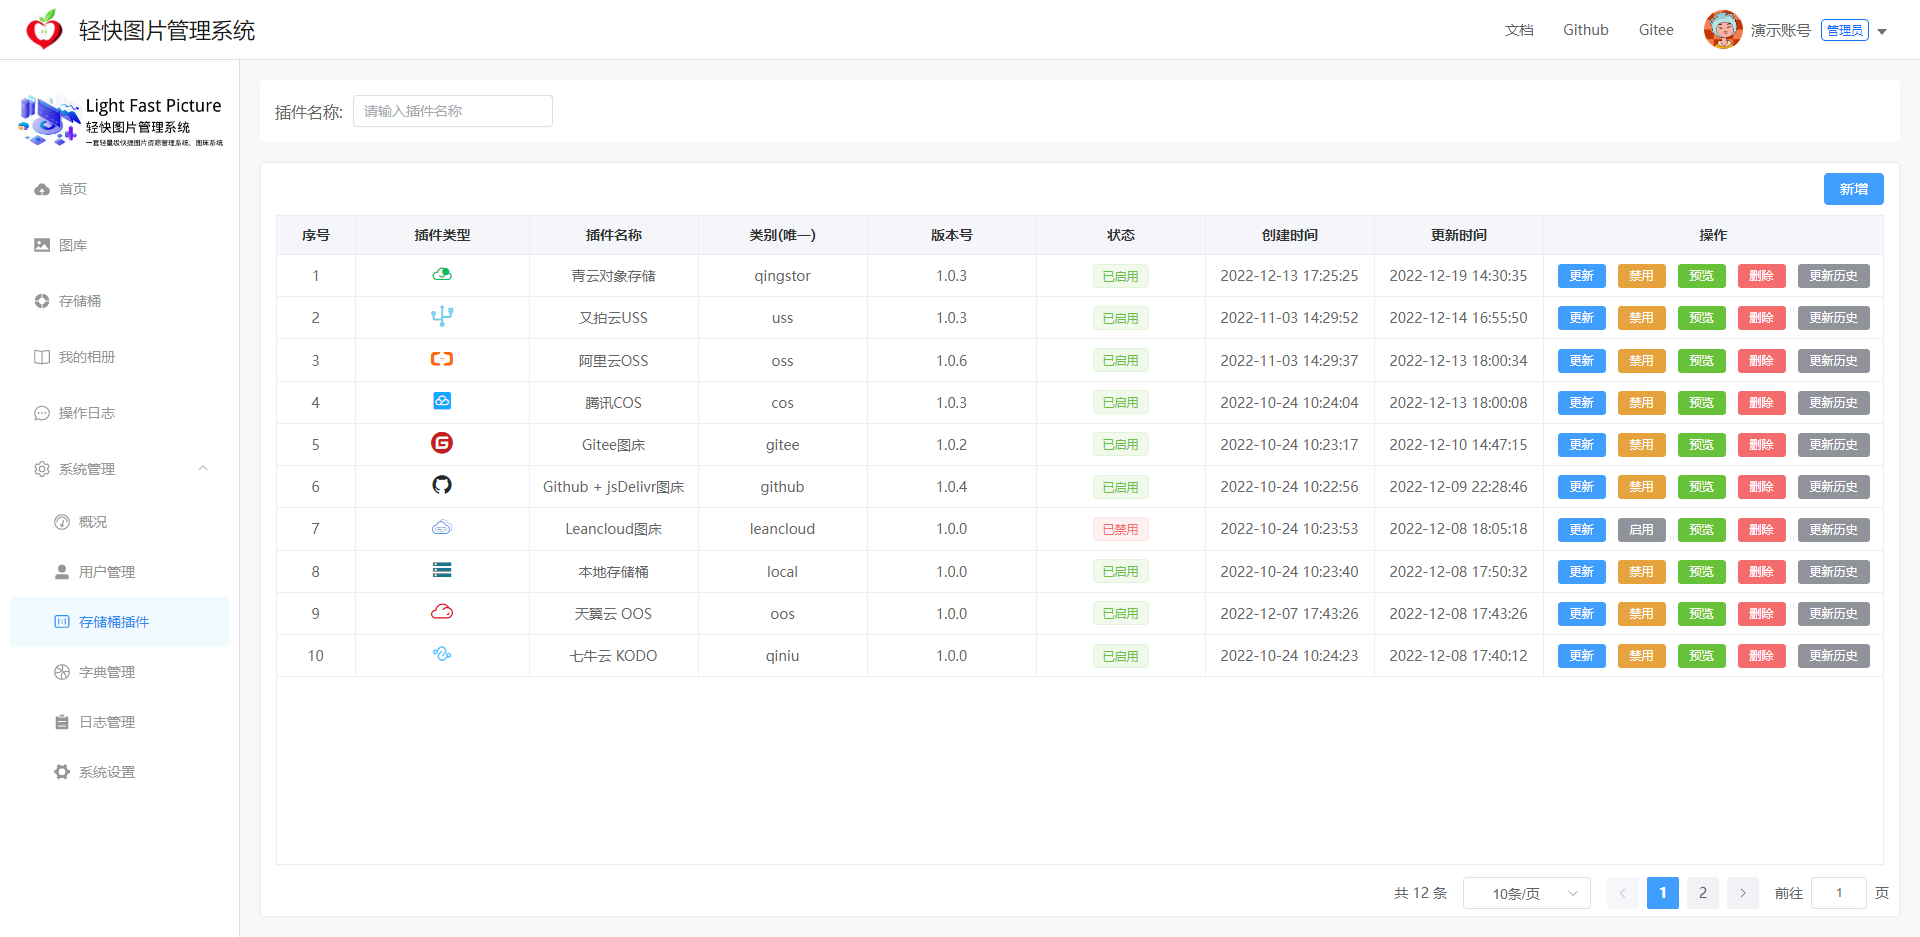 轻快图片管理系统
文档 Github Gitee 演示账号 管理员
Light Fast Picture
轻快图片管理系统
一套轻量级快捷图片资源管理系统、图床系统
首页
图库
存储桶
我的相册
操作日志
系统管理
概况
用户管理
存储桶插件
字典管理
日志管理
系统设置
插件名称: 请输入插件名称
新增
序号 插件类型 插件名称 类别(唯一) 版本号 状态 创建时间 更新时间 操作
1 青云对象存储 qingstor 1.0.3 已启用 2022-12-13 17:25:25 2022-12-19 14:30:35 更新 禁用 预览 删除 更新历史
2 又拍云USS uss 1.0.3 已启用 2022-11-03 14:29:52 2022-12-14 16:55:50 更新 禁用 预览 删除 更新历史
3 阿里云OSS oss 1.0.6 已启用 2022-11-03 14:29:37 2022-12-13 18:00:34 更新 禁用 预览 删除 更新历史
4 腾讯COS cos 1.0.3 已启用 2022-10-24 10:24:04 2022-12-13 18:00:08 更新 禁用 预览 删除 更新历史
5 Gitee图床 gitee 1.0.2 已启用 2022-10-24 10:23:17 2022-12-10 14:47:15 更新 禁用 预览 删除 更新历史
6 Github + jsDelivr图床 github 1.0.4 已启用 2022-10-24 10:22:56 2022-12-09 22:28:46 更新 禁用 预览 删除 更新历史
7 Leancloud图床 leancloud 1.0.0 已禁用 2022-10-24 10:23:53 2022-12-08 18:05:18 更新 启用 预览 删除 更新历史
8 本地存储桶 local 1.0.0 已启用 2022-10-24 10:23:40 2022-12-08 17:50:32 更新 禁用 预览 删除 更新历史
9 天翼云 OOS oos 1.0.0 已启用 2022-12-07 17:43:26 2022-12-08 17:43:26 更新 禁用 预览 删除 更新历史
10 七牛云 KODO qiniu 1.0.0 已启用 2022-10-24 10:24:23 2022-12-08 17:40:12 更新 禁用 预览 删除 更新历史
共 12 条 10条/页 1 2 前往 1 页